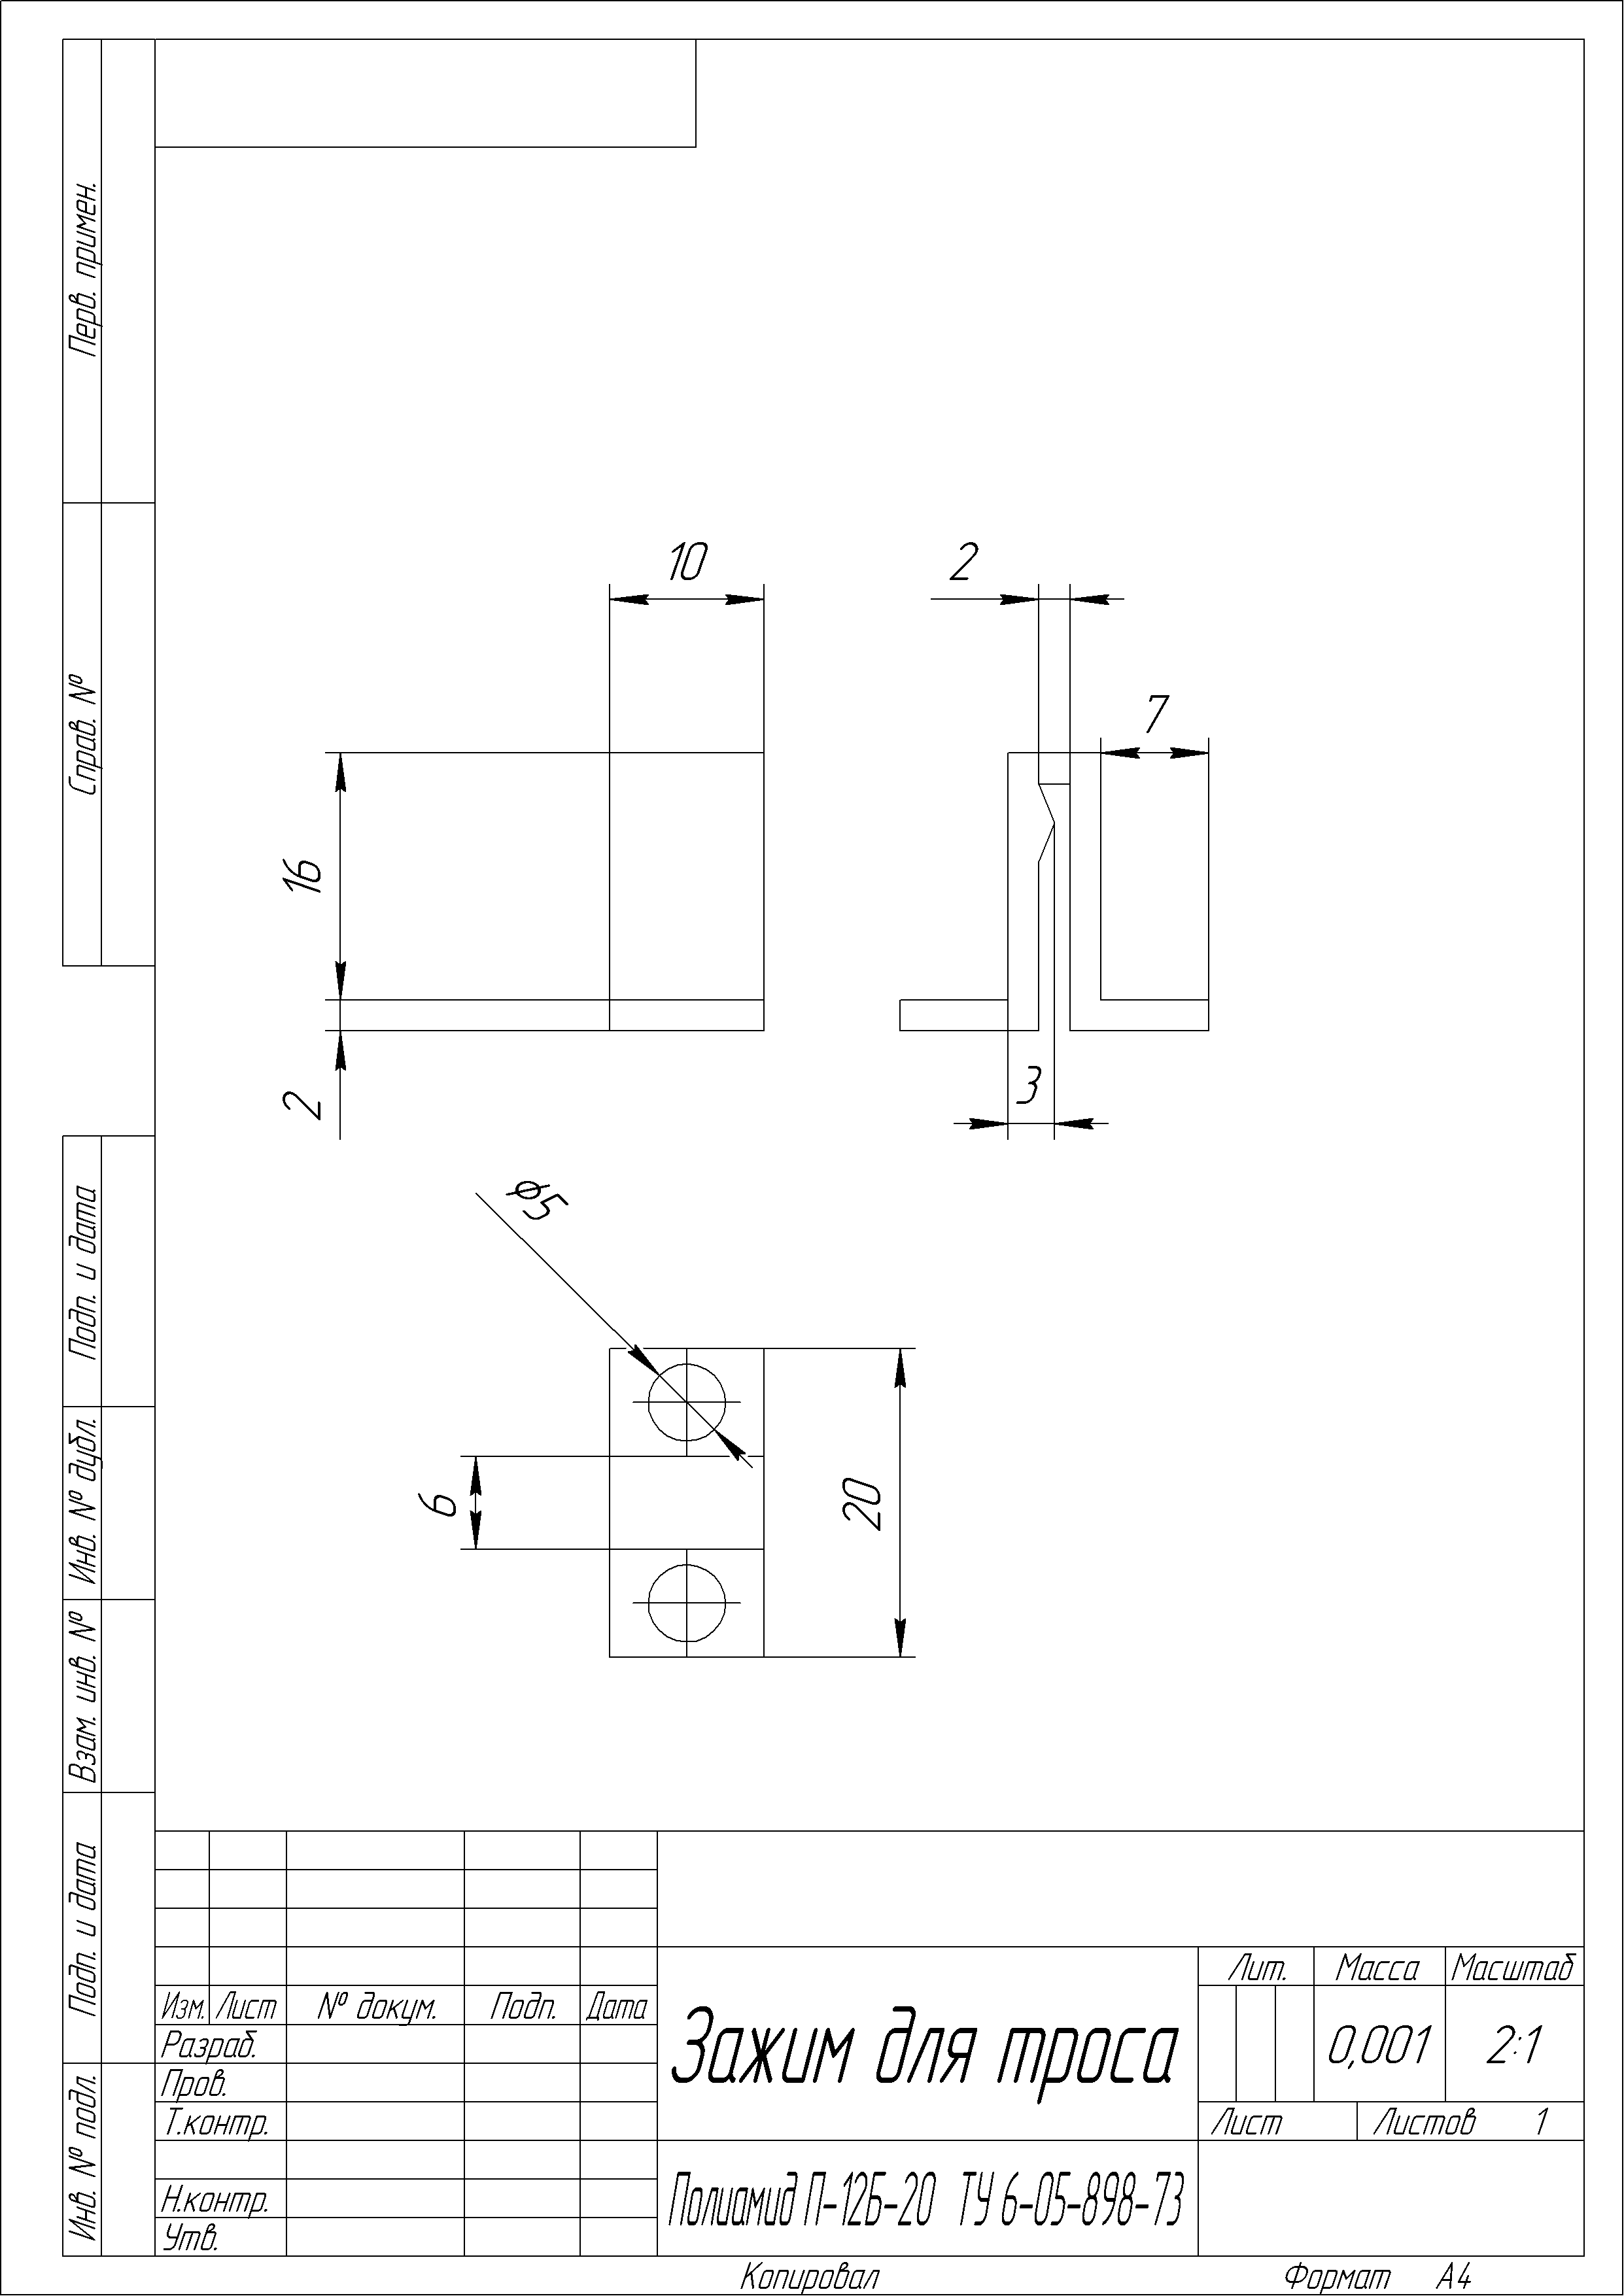 Перв. примен.
Справ. №
Подп. и дата
Инв. № дубл.
Взам. инв. №
Подп. и дата
Инв. № подл.
10
2
7
16
2
3
⌀5
6
20
Изм. Лист № докум. Подп. Дата
Разраб.
Пров.
Т.контр.
Н.контр.
Утв.
Зажим для троса
Полиамид П-12Б-20 ТУ 6-05-898-73
Лит. Масса Масштаб
0,001 2:1
Лист Листов 1
Копировал Формат А4